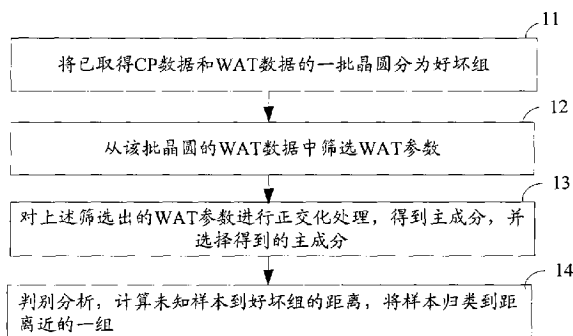 11
将已取得CP数据和WAT数据的一批晶圆分为好坏组
12
从该批晶圆的WAT数据中筛选WAT参数
13
对上述筛选出的WAT参数进行正交化处理，得到主成分，并
选择得到的主成分
14
判别分析，计算未知样本到好坏组的距离，将样本归类到距
离近的一组